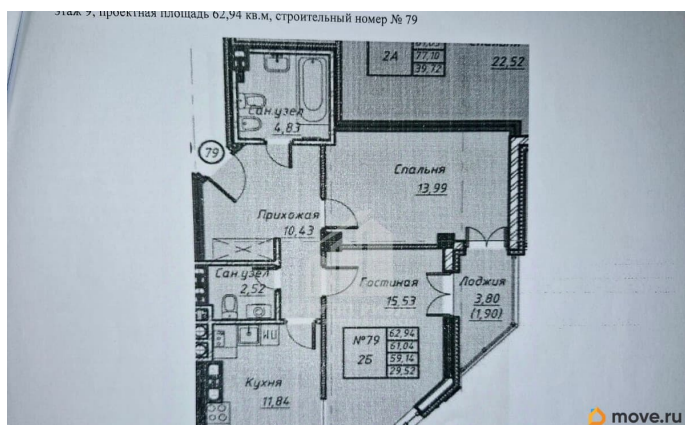 этаж 9, проектная площадь 62,94 кв.м, строительный номер № 79
2А
77,10
39,72
22,52
Сан.узел
4,83
79
Спальня
13,99
Прихожая
10,43
Сан.узел
2,52
Гостиная
15,53
Лоджия
3,80
(1,90)
№79
2Б
62,94
61,04
59,14
29,52
Кухня
11,84
move.ru